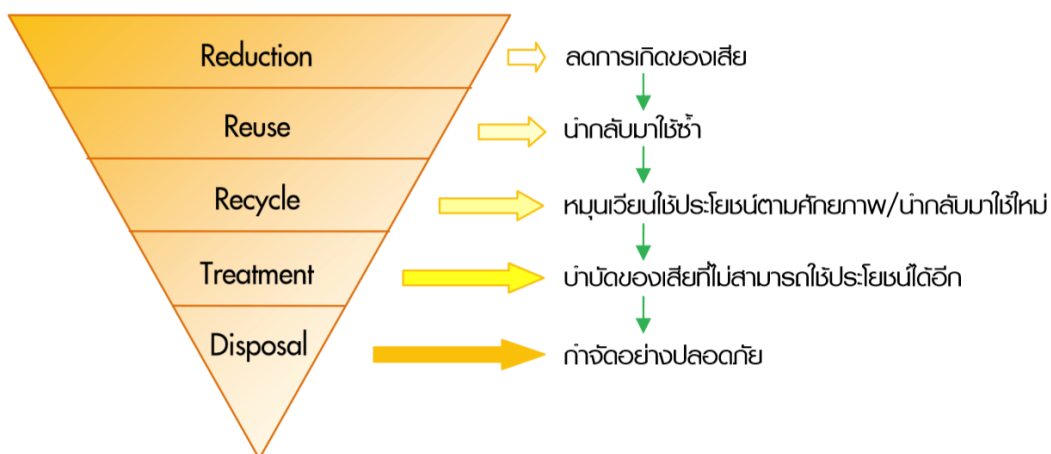 Reduction
ลดการเกิดของเสีย
Reuse
นำกลับมาใช้ซ้ำ
Recycle
หมุนเวียนใช้ประโยชน์ตามศักยภาพ/นำกลับมาใช้ใหม่
Treatment
บำบัดของเสียที่ไม่สามารถใช้ประโยชน์ได้อีก
Disposal
กำจัดอย่างปลอดภัย